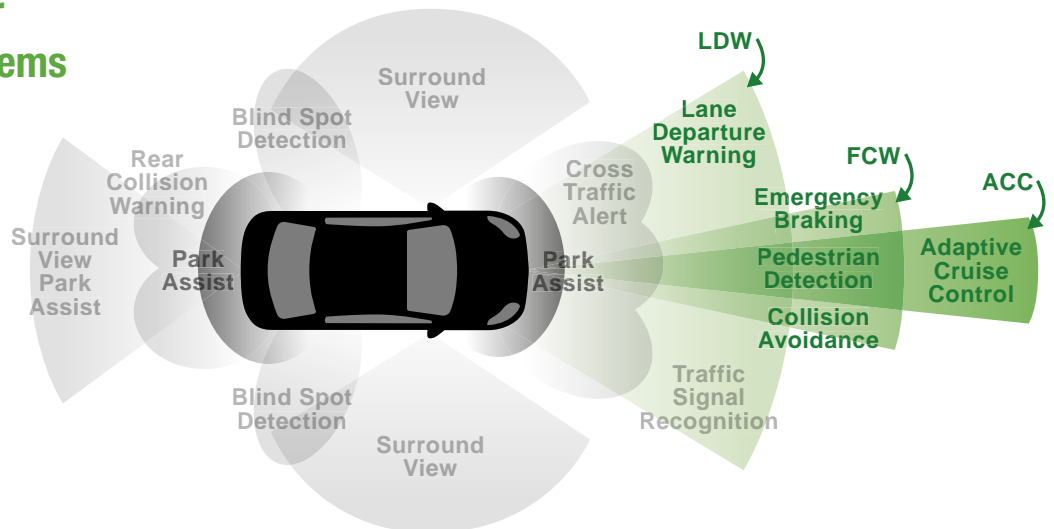 ems
LDW
Surround
View
Lane
Departure
Warning
Blind Spot
Detection
FCW
Rear
Collision
Warning
Cross
Traffic
Alert
ACC
Emergency
Braking
Surround
View
Park
Assist
Park
Assist
Park
Assist
Pedestrian
Detection
Adaptive
Cruise
Control
Collision
Avoidance
Blind Spot
Detection
Traffic
Signal
Recognition
Surround
View